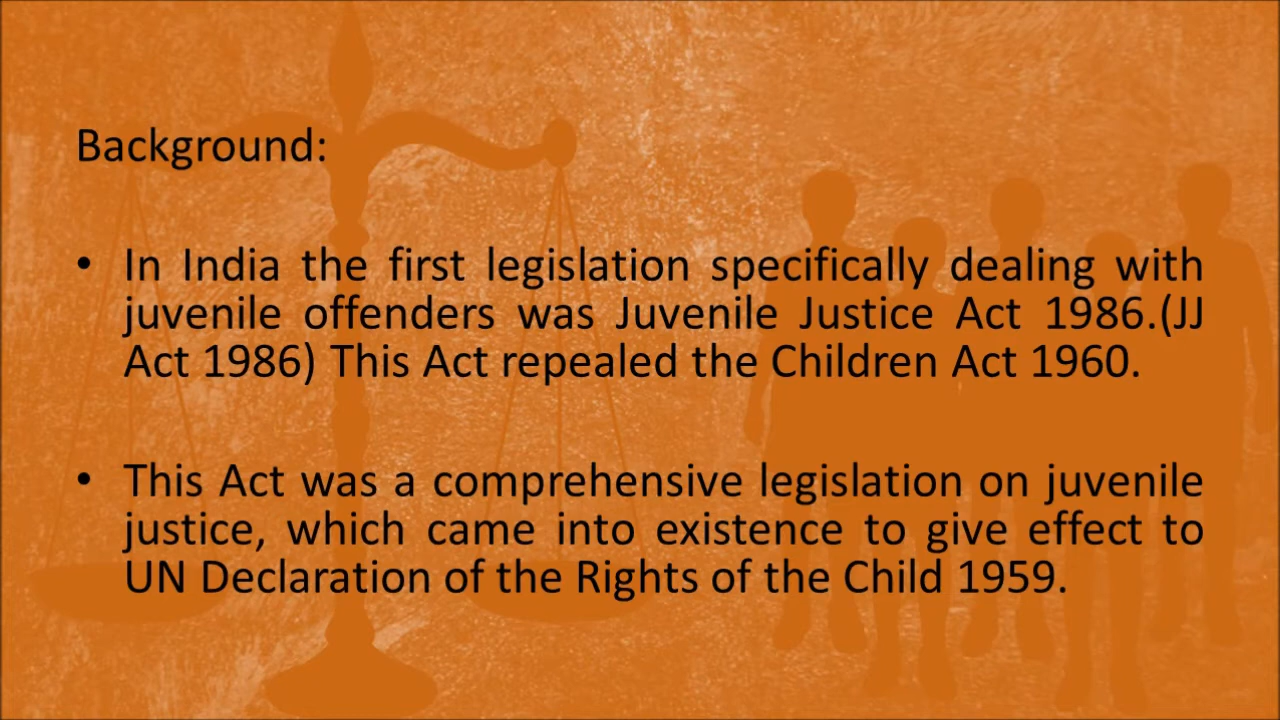 Background:
• In India the first legislation specifically dealing with
juvenile offenders was Juvenile Justice Act 1986.(JJ
Act 1986) This Act repealed the Children Act 1960.
• This Act was a comprehensive legislation on juvenile
justice, which came into existence to give effect to
UN Declaration of the Rights of the Child 1959.